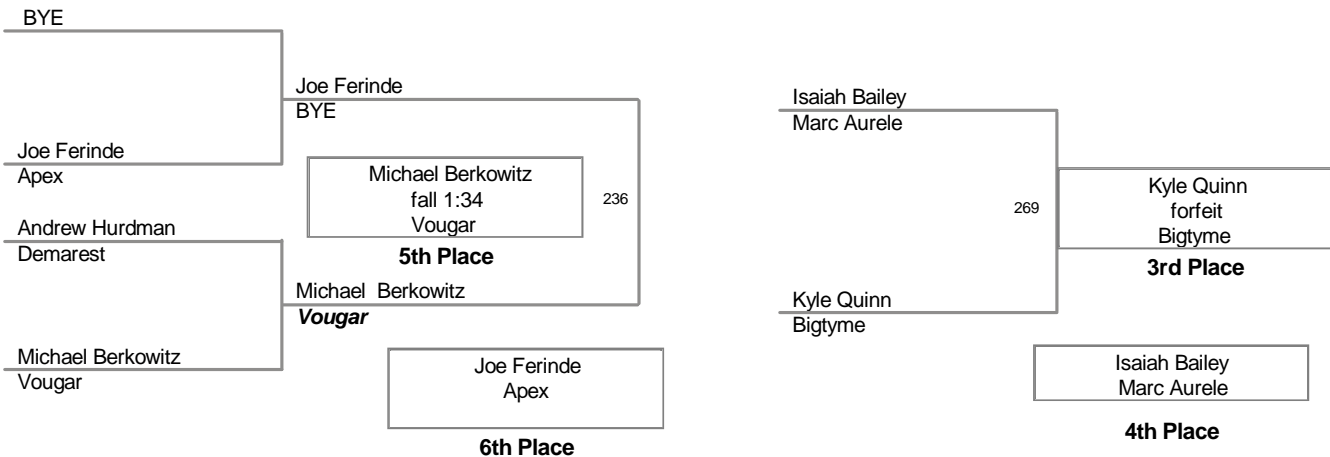 BYE
Joe Ferinde
BYE
Joe Ferinde
Apex
Michael Berkowitz
fall 1:34
Vougar
236
5th Place
Andrew Hurdman
Demarest
Michael  Berkowitz
Vougar
Michael Berkowitz
Vougar
Joe Ferinde
Apex
6th Place
Isaiah Bailey
Marc Aurele
269
Kyle Quinn
forfeit
Bigtyme
3rd Place
Kyle Quinn
Bigtyme
Isaiah Bailey
Marc Aurele
4th Place